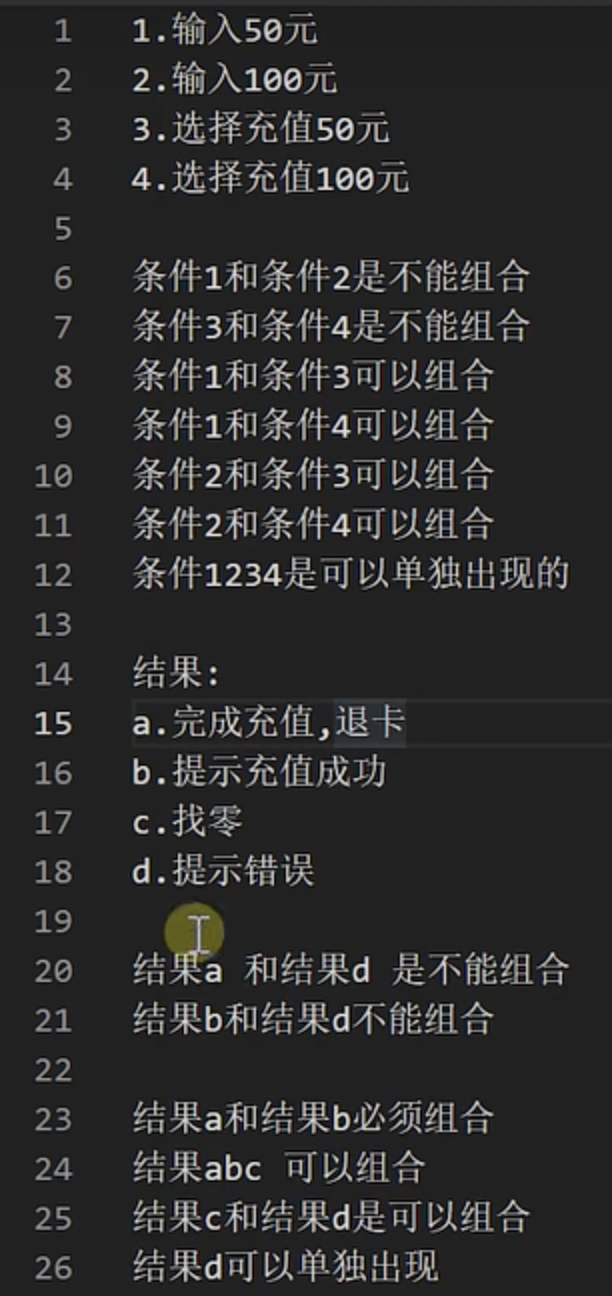 1 1.输入50元
2 2.输入100元
3 3.选择充值50元
4 4.选择充值100元
5
6 条件1和条件2是不能组合
7 条件3和条件4是不能组合
8 条件1和条件3可以组合
9 条件1和条件4可以组合
10 条件2和条件3可以组合
11 条件2和条件4可以组合
12 条件1234是可以单独出现的
13
14 结果:
15 a.完成充值,退卡
16 b.提示充值成功
17 c.找零
18 d.提示错误
19
20 结果a 和结果d 是不能组合
21 结果b和结果d不能组合
22
23 结果a和结果b必须组合
24 结果abc 可以组合
25 结果c和结果d是可以组合
26 结果d可以单独出现